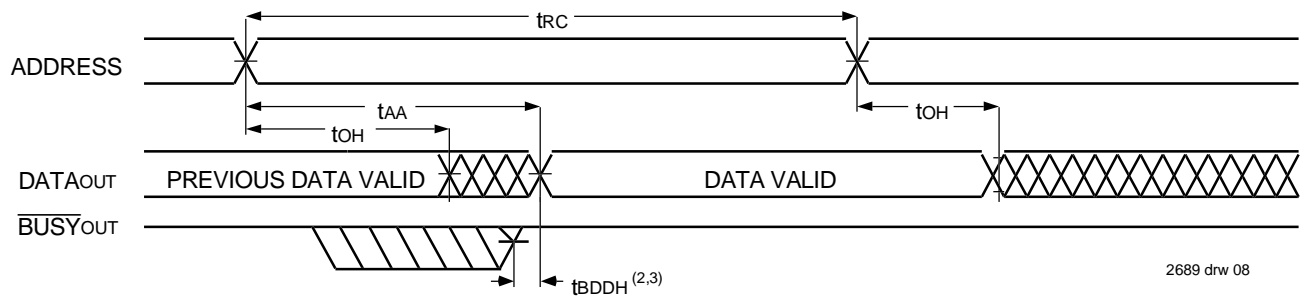 tRC
ADDRESS
tAA
tOH
tOH
DATAOUT
PREVIOUS DATA VALID
DATA VALID
BUSYOUT
tBDDH (2,3)
2689 drw 08